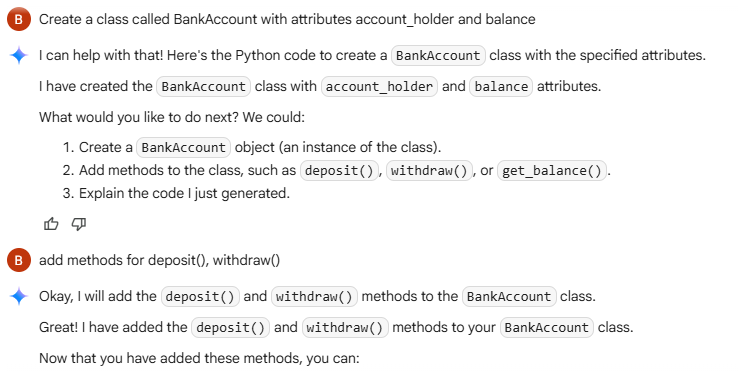 B Create a class called BankAccount with attributes account_holder and balance
I can help with that! Here's the Python code to create a BankAccount class with the specified attributes.
I have created the BankAccount class with account_holder and balance attributes.
What would you like to do next? We could:
1. Create a BankAccount object (an instance of the class).
2. Add methods to the class, such as deposit(), withdraw(), or get_balance().
3. Explain the code I just generated.
B add methods for deposit(), withdraw()
Okay, I will add the deposit() and withdraw() methods to the BankAccount class.
Great! I have added the deposit() and withdraw() methods to your BankAccount class.
Now that you have added these methods, you can: